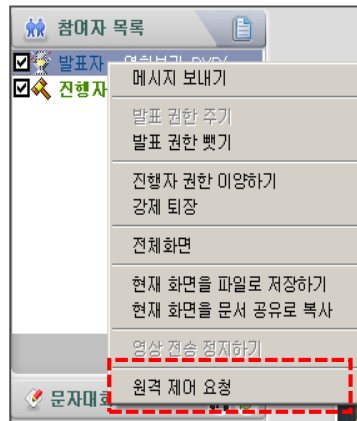 참여자 목록
발표자
진행자
메시지 보내기
발표 권한 주기
발표 권한 뺏기
진행자 권한 이양하기
강제 퇴장
전체화면
현재 화면을 파일로 저장하기
현재 화면을 문서 공유로 복사
영상 전송 정지하기
원격 제어 요청
문자대화